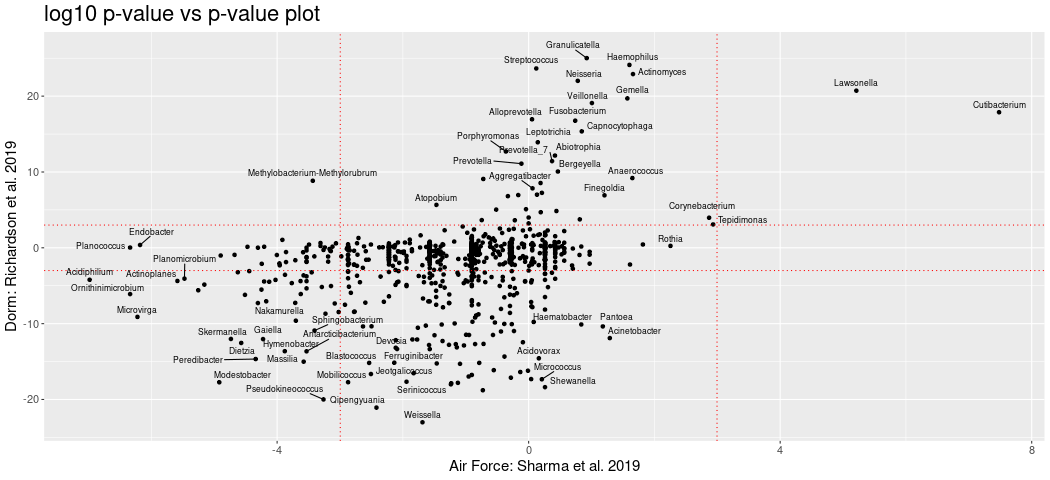 log10 p-value vs p-value plot
Granulicatella
Streptococcus
Haemophilus
Neisseria
Actinomyces
Lawsonella
Veillonella
Gemella
Cutibacterium
Alloprevotella
Fusobacterium
Capnocytophaga
Leptotrichia
Porphyromonas
Prevotella_7
Abiotrophia
Prevotella
Bergeyella
Aggregatibacter
Anaerococcus
Methylobacterium-Methylorubrum
Finegoldia
Atopobium
Corynebacterium
Tepidimonas
Endobacter
Planococcus
Rothia
Planomicrobium
Acidiphilium
Actinoplanes
Ornithinimicrobium
Microvirga
Nakamurella
Sphingobacterium
Haematobacter
Pantoea
Skermanella
Gaiella
Antarcticibacterium
Acinetobacter
Hymenobacter
Devosia
Dietzia
Peredibacter
Massilia
Blastococcus
Ferruginibacter
Acidovorax
Micrococcus
Modestobacter
Mobilicoccus
Jeotgalicoccus
Shewanella
Pseudokineococcus
Serinicoccus
Qipengyuania
Weissella
20
10
0
-10
-20
-4
0
4
8
Air Force: Sharma et al. 2019
Dorm: Richardson et al. 2019